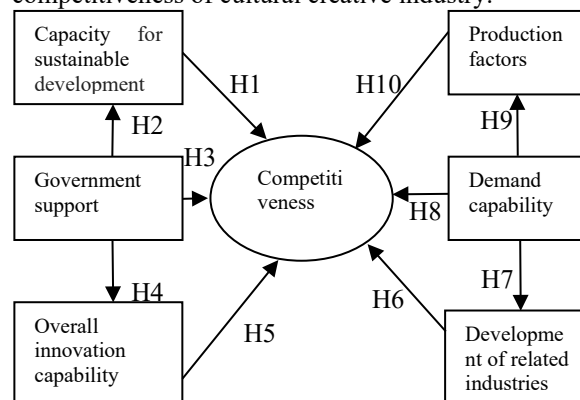 competitiveness of cultural creative industry.
Capacity for
sustainable
development
Production
factors
H1
H10
H2
H9
H3
Government
support
Competiti
veness
Demand
capability
H8
H4
H7
H6
H5
Overall
innovation
capability
Developme
nt of related
industries